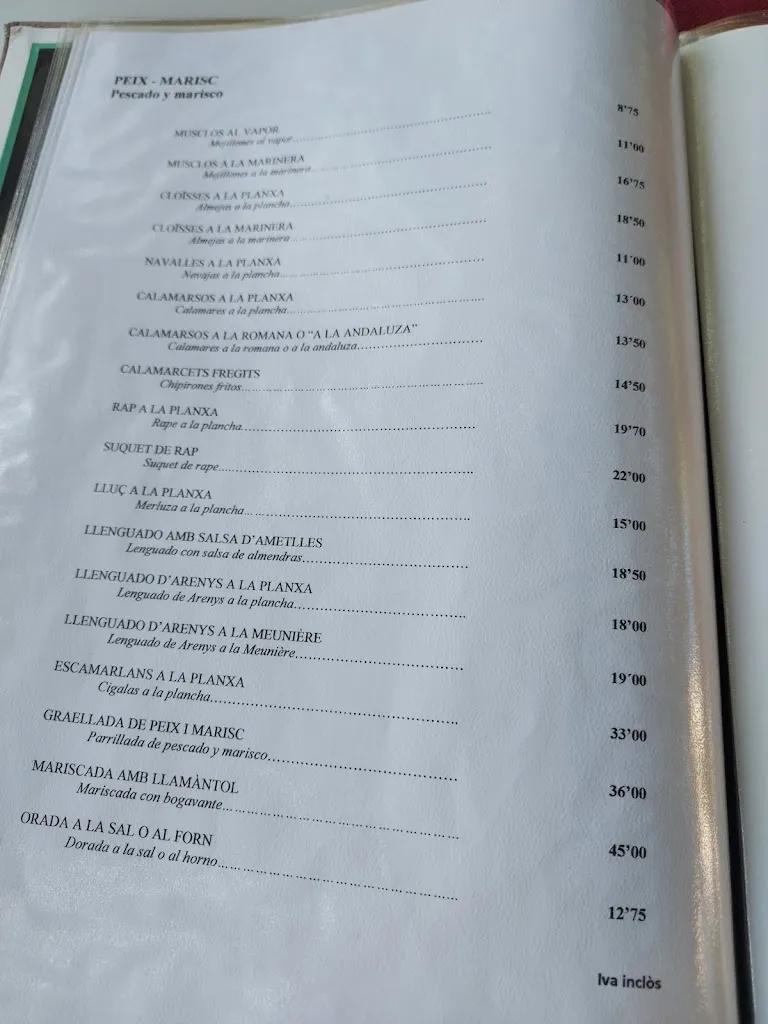 PEIX - MARISC
Pescado y marisco
MUSCLOS AL VAPOR
Mejillones al vapor 8'75
MUSCLOS A LA MARINERA
Mejillones a la marinera 11'00
CLOÏSSES A LA PLANXA
Almejas a la plancha 16'75
CLOÏSSES A LA MARINERA
Almejas a la marinera 18'50
NAVALLES A LA PLANXA
Navajas a la plancha 11´00
CALAMARSOS A LA PLANXA
Calamares a la plancha 13´00
CALAMARSOS A LA ROMANA O “A LA ANDALUZA”
Calamares a la romana o a la andaluza 13'50
CALAMARCETS FREGITS
Chipirones fritos 14'50
RAP A LA PLANXA
Rape a la plancha 19'70
SUQUET DE RAP
Suquet de rape 22'00
LLUÇ A LA PLANXA
Merluza a la plancha 15'00
LLENGUADO AMB SALSA D’AMETLLES
Lenguado con salsa de almendras 18'50
LLENGUADO D’ARENYS A LA PLANXA
Lenguado de Arenys a la plancha 18'00
LLENGUADO D’ARENYS A LA MEUNIÈRE
Lenguado de Arenys a la Meunière 19´00
ESCAMARLANS A LA PLANXA
Cigalas a la plancha 33'00
GRAELLADA DE PEIX I MARISC
Parrillada de pescado y marisco 36'00
MARISCADA AMB LLAMÀNTOL
Mariscada con bogavante 45'00
ORADA A LA SAL O AL FORN
Dorada a la sal o al horno 12'75
Iva inclòs